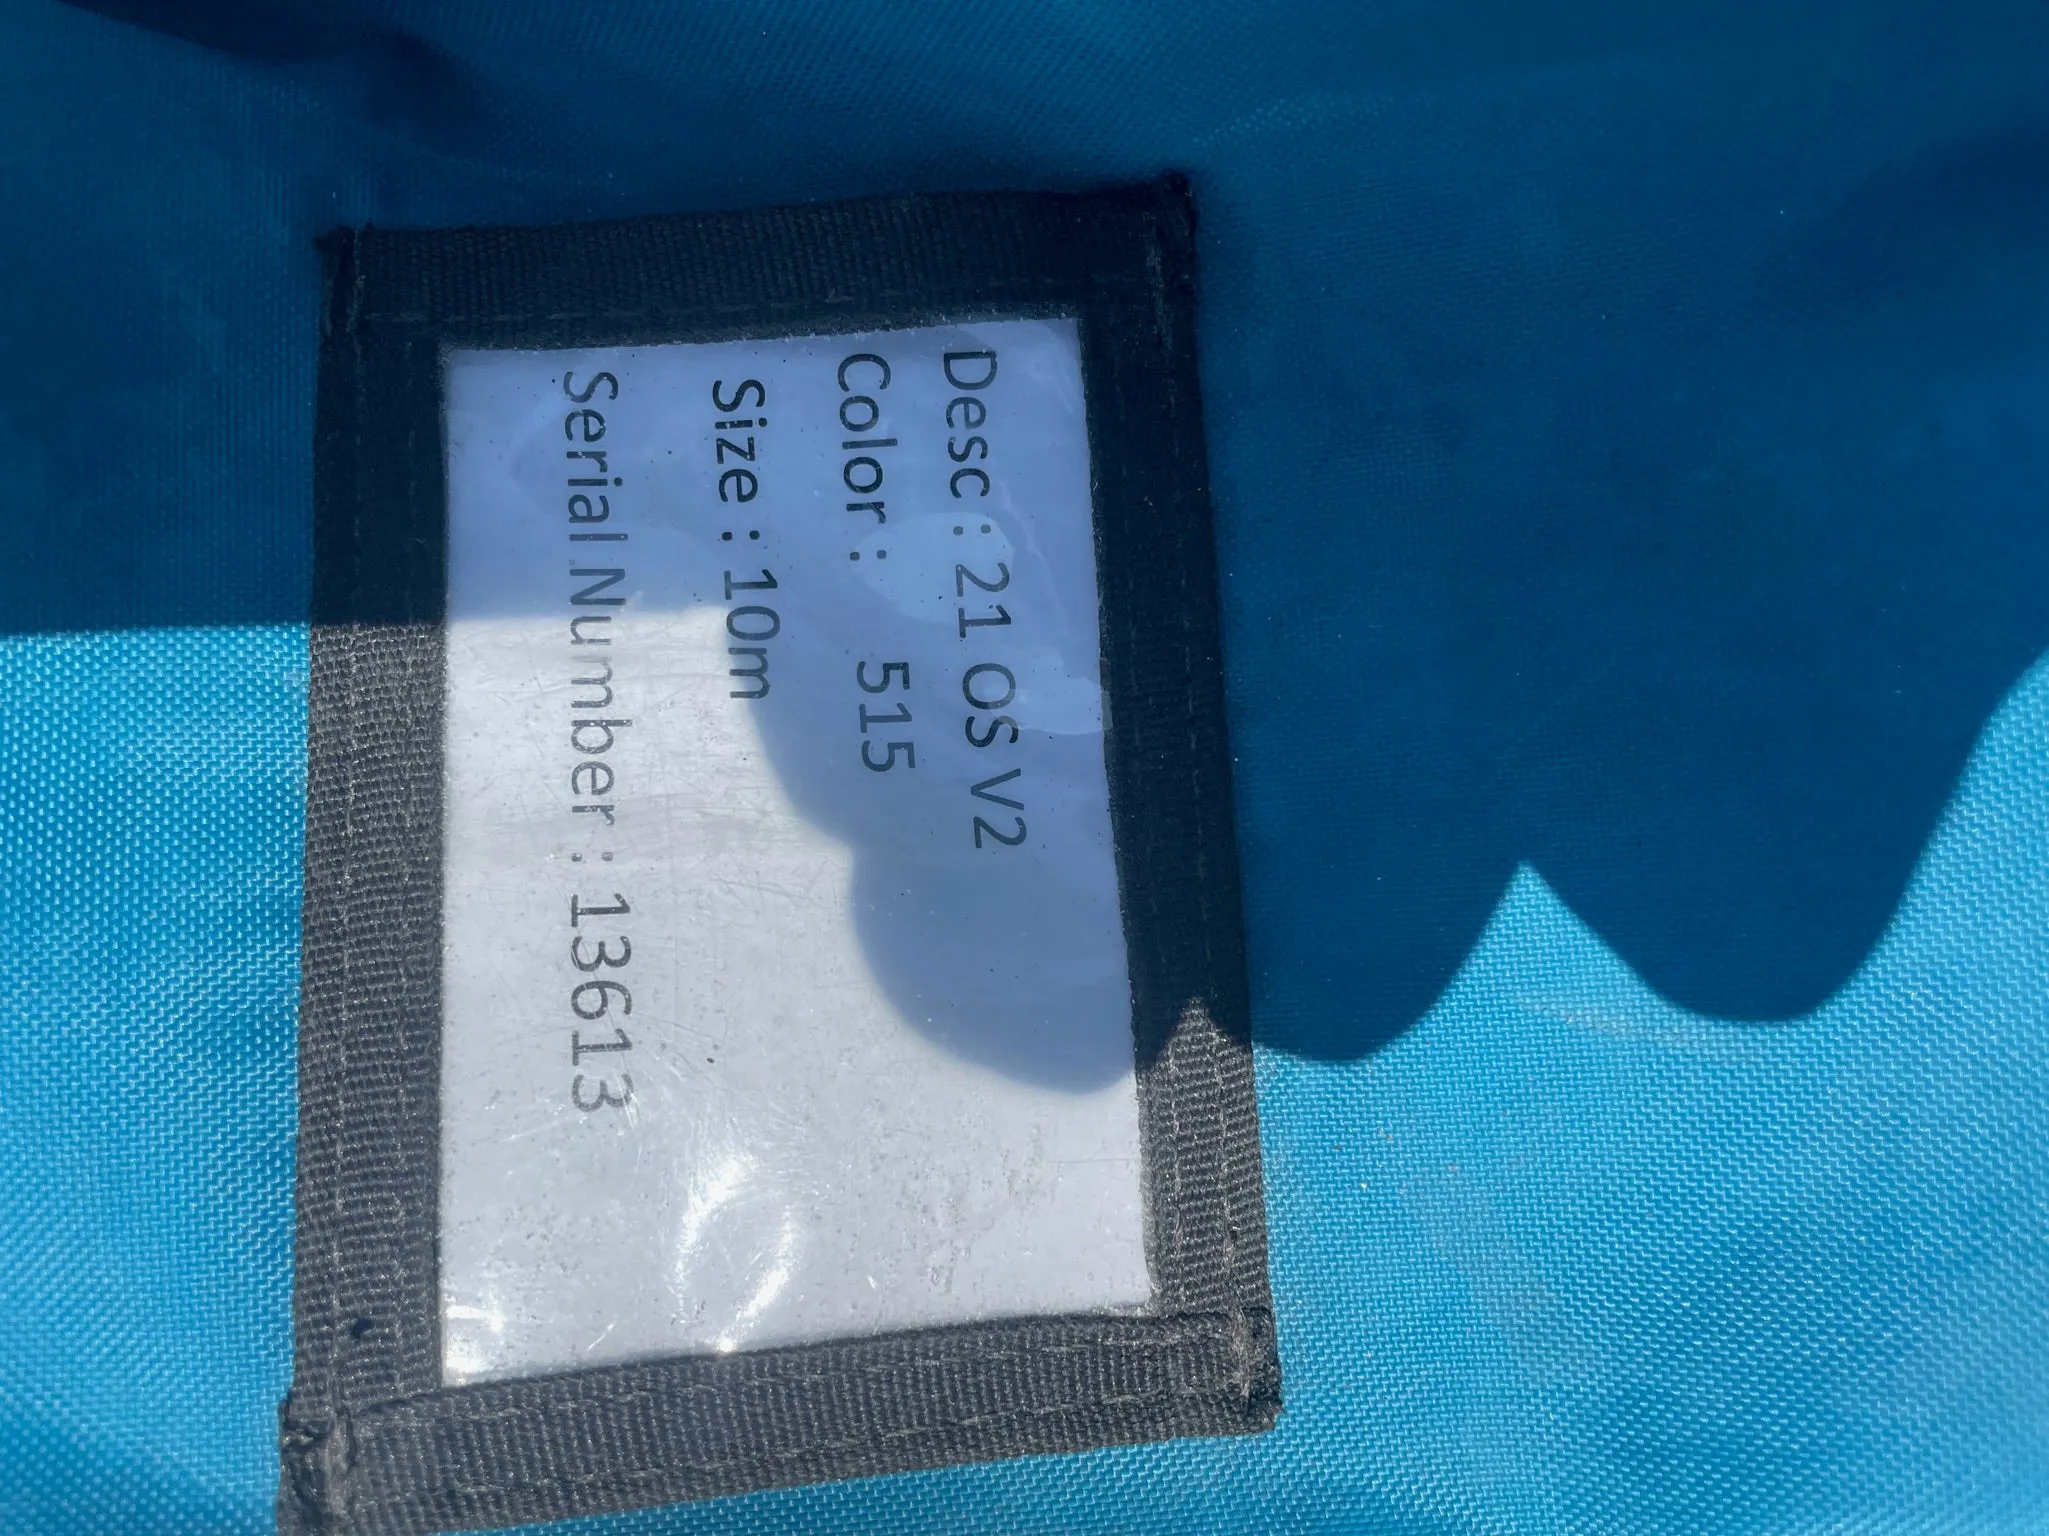 Desc : 21 OS V2
Color : 515
Size : 10m
Serial Number : 13613